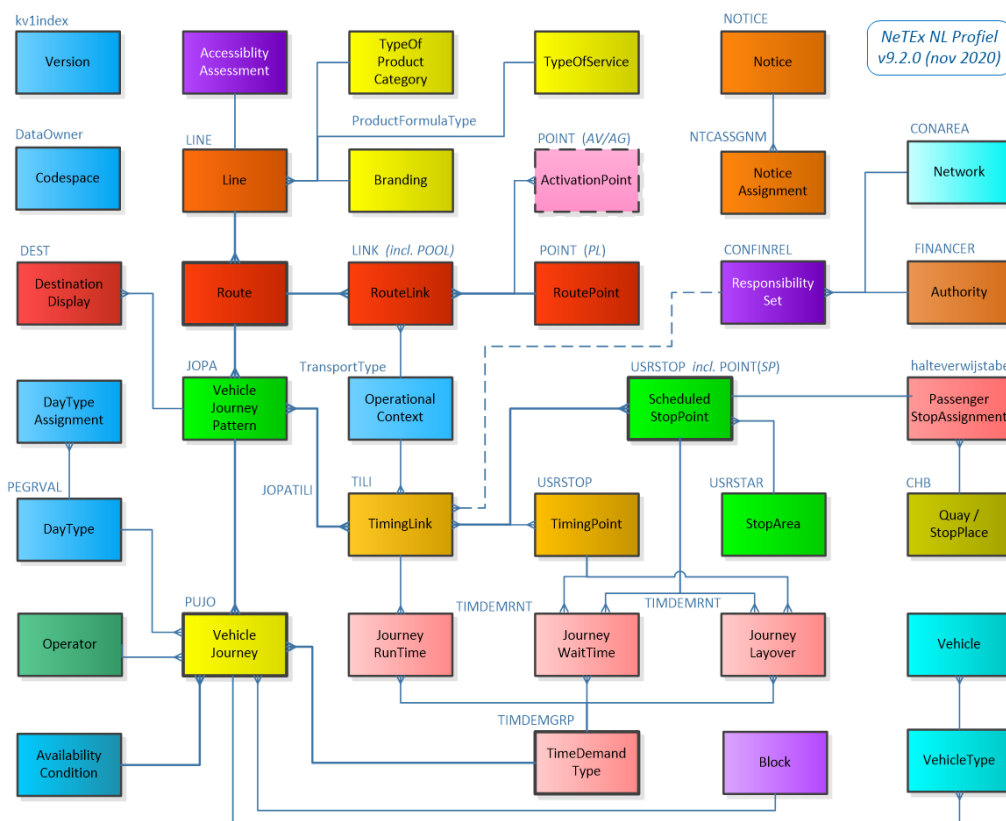 kv1index
Version
Accessiblity
Assessment
TypeOf
Product
Category
TypeOfService
NOTICE
Notice
NeTEx NL Profiel
v9.2.0 (nov 2020)
DataOwner
Codespace
LINE
Line
ProductFormulaType
Branding
POINT (AV/AG)
ActivationPoint
NTCASSGNM
Notice
Assignment
CONAREA
Network
DEST
Destination
Display
Route
LINK (incl. POOL)
RouteLink
POINT (PL)
RoutePoint
CONFINREL
Responsibility
Set
FINANCER
Authority
DayType
Assignment
JOPA
Vehicle
Journey
Pattern
TransportType
Operational
Context
USRSTOP incl. POINT(SP)
Scheduled
StopPoint
halteverwijstabe
Passenger
StopAssignment
PEGRVAL
DayType
JOPATILI
TILI
TimingLink
USRSTOP
TimingPoint
USRSTAR
StopArea
CHB
Quay /
StopPlace
Operator
PUJO
Vehicle
Journey
Journey
RunTime
TIMDEMRNT
Journey
WaitTime
TIMDEMRNT
Journey
Layover
Vehicle
Availability
Condition
TIMDEMGRP
TimeDemand
Type
Block
VehicleType